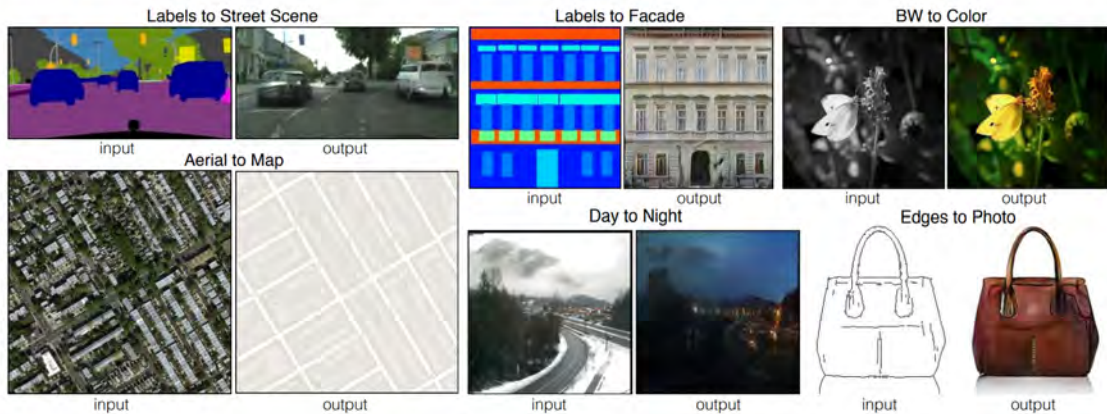 Labels to Street Scene
input
output
Aerial to Map
input
output
Labels to Facade
input
output
BW to Color
input
output
Day to Night
input
output
Edges to Photo
input
output